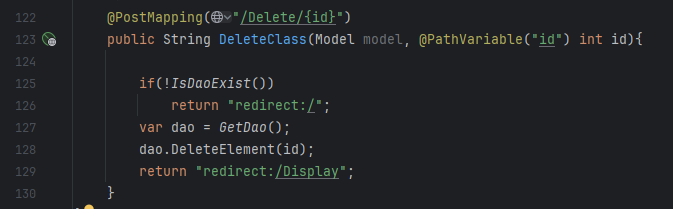 122 @PostMapping("/Delete/{id}")
123 public String DeleteClass(Model model, @PathVariable("id") int id){
124
125 if(!IsDaoExist())
126 return "redirect:/";
127 var dao = GetDao();
128 dao.DeleteElement(id);
129 return "redirect:/Display";
130 }